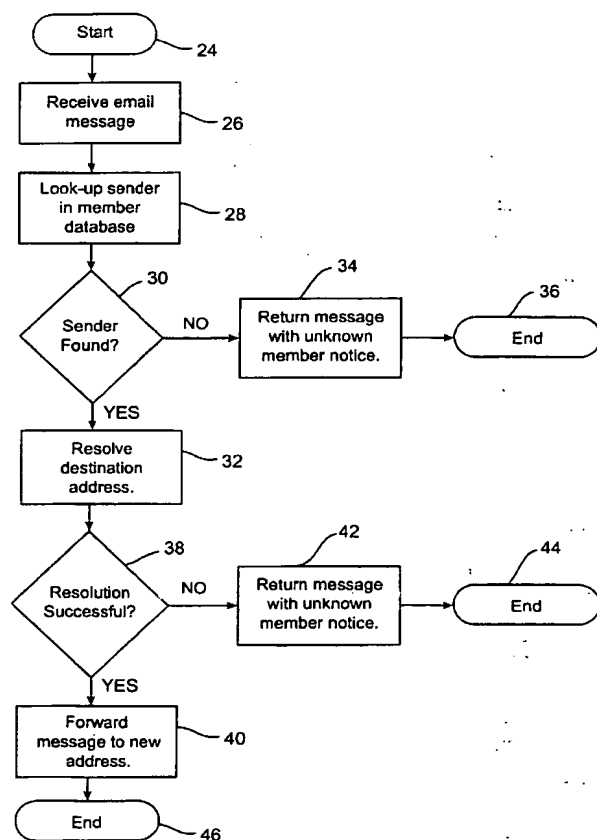 Start
24
Receive email
message
26
Look-up sender
in member
database
28
30
Sender
Found?
NO
34
Return message
with unknown
member notice.
36
End
YES
Resolve
destination
address.
32
38
Resolution
Successful?
NO
42
Return message
with unknown
member notice.
44
End
YES
Forward
message to new
address.
40
End
46